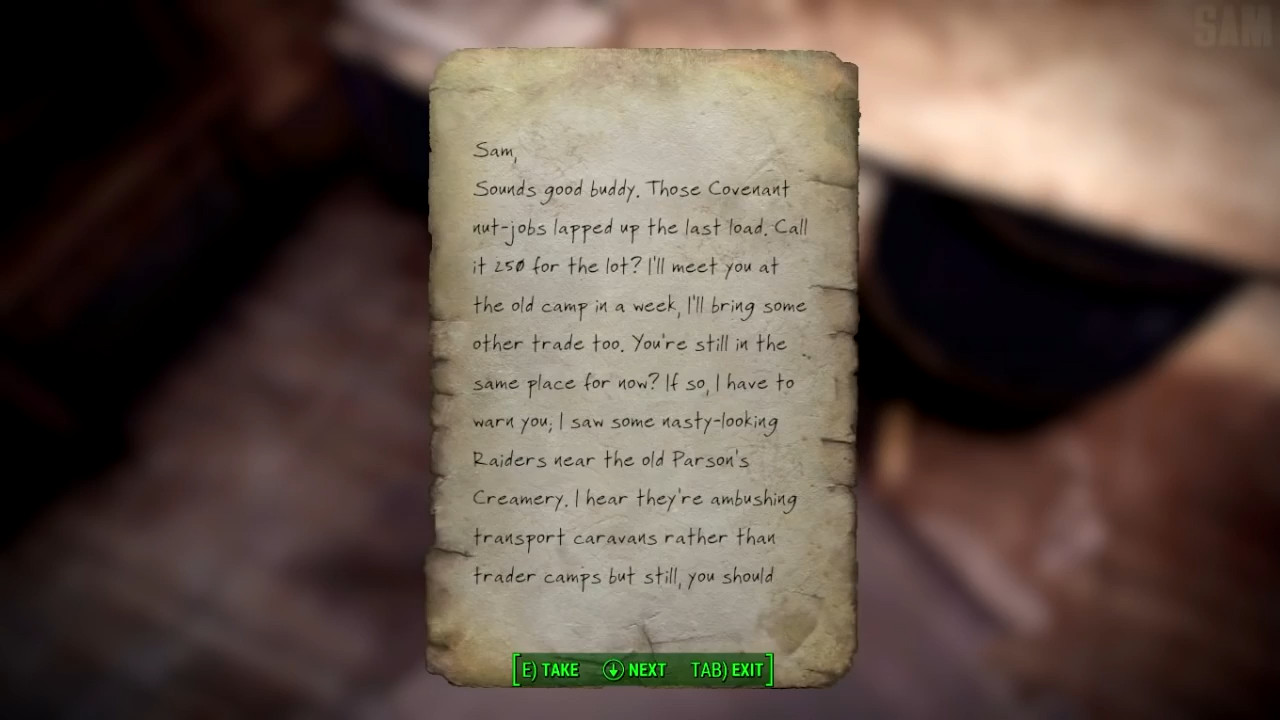 SAM
Sam,
Sounds good buddy. Those Covenant
nut-jobs lapped up the last load. Call
it 250 for the lot? I'll meet you at
the old camp in a week, I'll bring some
other trade too. You're still in the
same place for now? If so, I have to
warn you; I saw some nasty-looking
Raiders near the old Parson's
Creamery. I hear they're ambushing
transport caravans rather than
trader camps but still, you should
E) TAKE NEXT TAB) EXIT